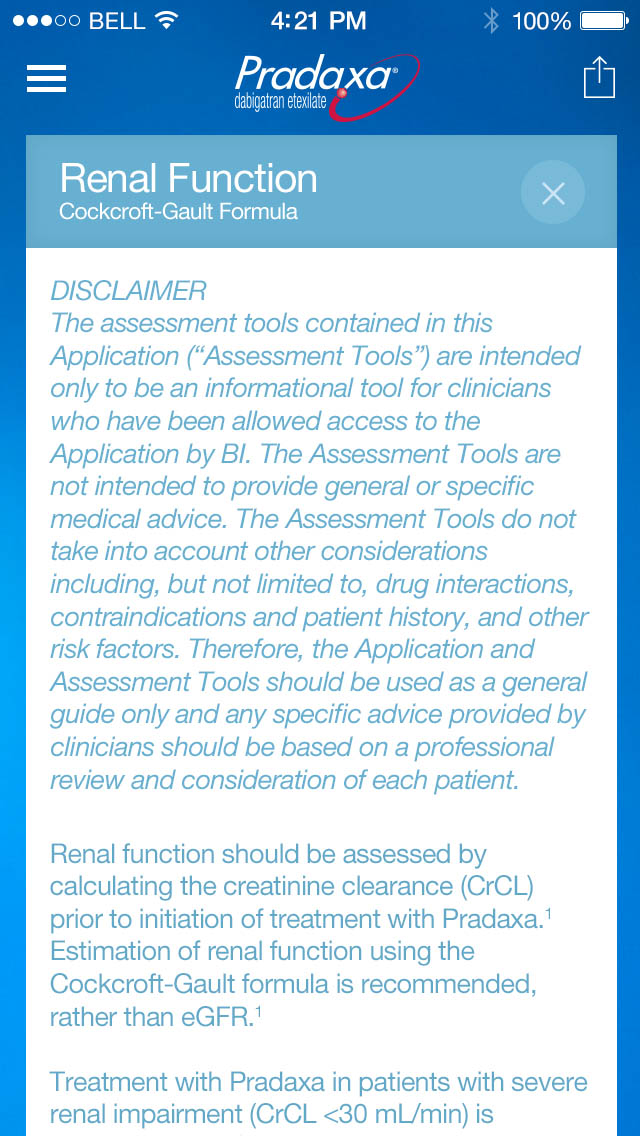 BELL 4:21 PM 100%
Pradaxa®
dabigatran etexilate
Renal Function
Cockcroft-Gault Formula
DISCLAIMER
The assessment tools contained in this
Application (“Assessment Tools”) are intended
only to be an informational tool for clinicians
who have been allowed access to the
Application by BI. The Assessment Tools are
not intended to provide general or specific
medical advice. The Assessment Tools do not
take into account other considerations
including, but not limited to, drug interactions,
contraindications and patient history, and other
risk factors. Therefore, the Application and
Assessment Tools should be used as a general
guide only and any specific advice provided by
clinicians should be based on a professional
review and consideration of each patient.
Renal function should be assessed by
calculating the creatinine clearance (CrCL)
prior to initiation of treatment with Pradaxa.¹
Estimation of renal function using the
Cockcroft-Gault formula is recommended,
rather than eGFR.¹
Treatment with Pradaxa in patients with severe
renal impairment (CrCL <30 mL/min) is